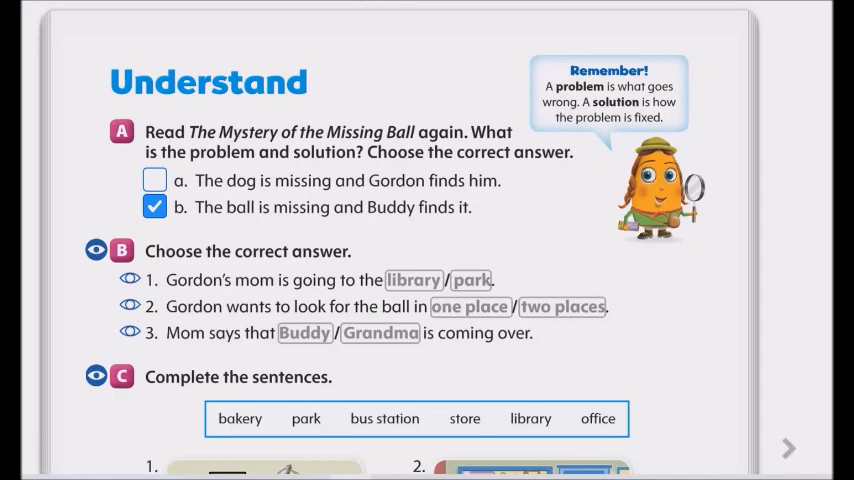 Understand
Remember!
A problem is what goes
wrong. A solution is how
the problem is fixed.
A Read The Mystery of the Missing Ball again. What
is the problem and solution? Choose the correct answer.
a. The dog is missing and Gordon finds him.
b. The ball is missing and Buddy finds it.
B Choose the correct answer.
1. Gordon's mom is going to the library/park.
2. Gordon wants to look for the ball in one place/two places.
3. Mom says that Buddy/Grandma is coming over.
C Complete the sentences.
bakery park bus station store library office
1. 2.